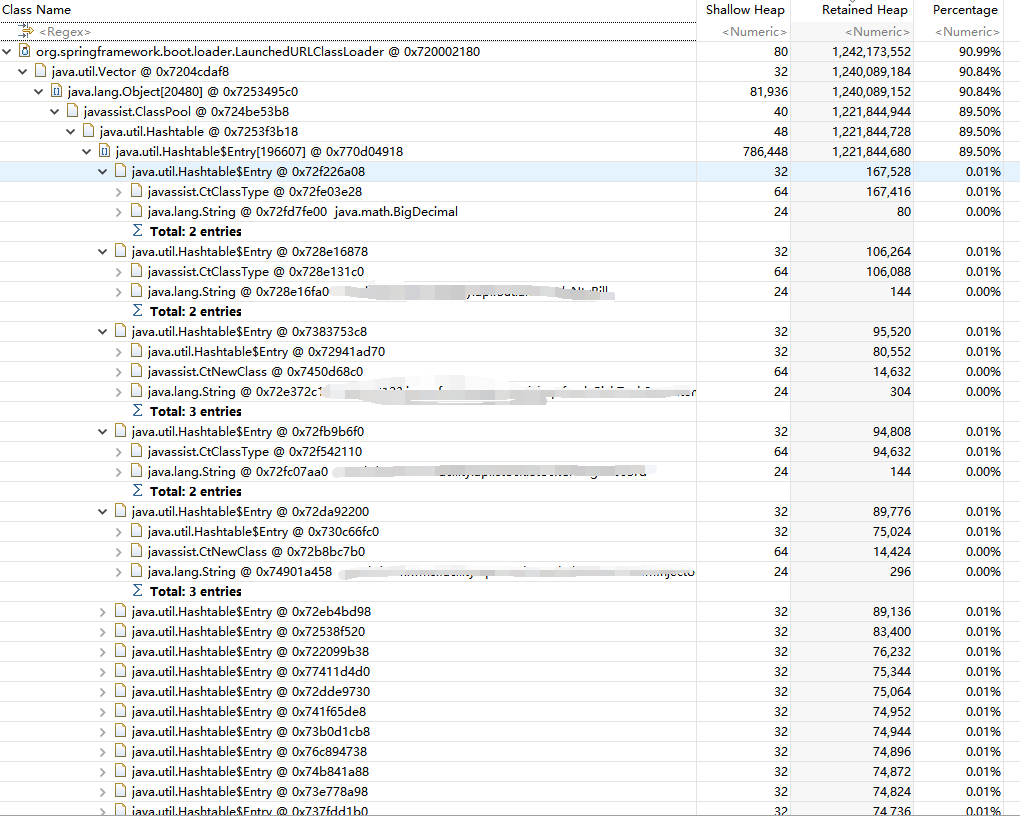 Class Name Shallow Heap Retained Heap Percentage
<Regex> <Numeric> <Numeric> <Numeric>
org.springframework.boot.loader.LaunchedURLClassLoader @ 0x720002180 80 1,242,173,552 90.99%
java.util.Vector @ 0x7204cdaf8 32 1,240,089,184 90.84%
java.lang.Object[20480] @ 0x7253495c0 81,936 1,240,089,152 90.84%
javassist.ClassPool @ 0x724be53b8 40 1,221,844,944 89.50%
java.util.Hashtable @ 0x7253f3b18 48 1,221,844,728 89.50%
java.util.Hashtable$Entry[196607] @ 0x770d04918 786,448 1,221,844,680 89.50%
java.util.Hashtable$Entry @ 0x72f226a08 32 167,528 0.01%
javassist.CtClassType @ 0x72fe03e28 64 167,416 0.01%
java.lang.String @ 0x72fd7fe00 java.math.BigDecimal 24 80 0.00%
Σ Total: 2 entries
java.util.Hashtable$Entry @ 0x728e16878 32 106,264 0.01%
javassist.CtClassType @ 0x728e131c0 64 106,088 0.01%
java.lang.String @ 0x728e16fa0 24 144 0.00%
Σ Total: 2 entries
java.util.Hashtable$Entry @ 0x7383753c8 32 95,520 0.01%
java.util.Hashtable$Entry @ 0x72941ad70 32 80,552 0.01%
javassist.CtNewClass @ 0x7450d68c0 64 14,632 0.00%
java.lang.String @ 24 304 0.00%
Σ Total: 3 entries
java.util.Hashtable$Entry @ 0x72fb9b6f0 32 94,808 0.01%
javassist.CtClassType @ 0x72f542110 64 94,632 0.01%
java.lang.String @ 0x72fc07aa0 24 144 0.00%
Σ Total: 2 entries
java.util.Hashtable$Entry @ 0x72da92200 32 89,776 0.01%
java.util.Hashtable$Entry @ 0x730c66fc0 32 75,024 0.01%
javassist.CtNewClass @ 0x72b8bc7b0 64 14,424 0.00%
java.lang.String @ 0x74901a458 24 296 0.00%
Σ Total: 3 entries
java.util.Hashtable$Entry @ 0x72eb4bd98 32 89,136 0.01%
java.util.Hashtable$Entry @ 0x72538f520 32 83,400 0.01%
java.util.Hashtable$Entry @ 0x722099b38 32 76,232 0.01%
java.util.Hashtable$Entry @ 0x77411d4d0 32 75,344 0.01%
java.util.Hashtable$Entry @ 0x72dde9730 32 75,064 0.01%
java.util.Hashtable$Entry @ 0x741f65de8 32 74,952 0.01%
java.util.Hashtable$Entry @ 0x73b0d1cb8 32 74,944 0.01%
java.util.Hashtable$Entry @ 0x76c894738 32 74,896 0.01%
java.util.Hashtable$Entry @ 0x74b841a88 32 74,872 0.01%
java.util.Hashtable$Entry @ 0x73e778a98 32 74,824 0.01%
java.util.Hashtable$Entry @ 0x737fdd1b0 32 74,736 0.01%